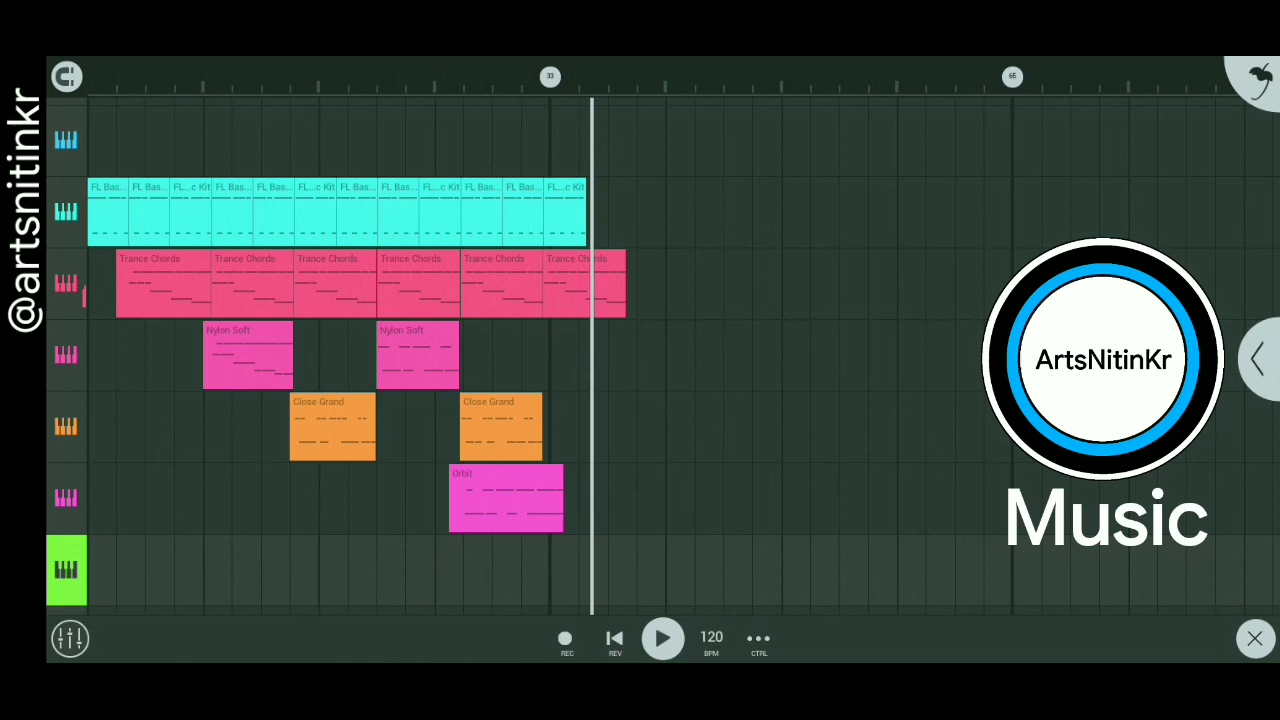 @artsnitinkr
33
65
FL Bas... FL Bas... FL...c Kit FL Bas... FL Bas... FL...c Kit FL Bas... FL Bas... FL...c Kit FL Bas... FL Bas... FL...c Kit
Trance Chords Trance Chords Trance Chords Trance Chords Trance Chords Trance Chords
Nylon Soft Nylon Soft
Close Grand Close Grand
Orbit
ArtsNitinKr
Music
120
REC REV BPM CTRL